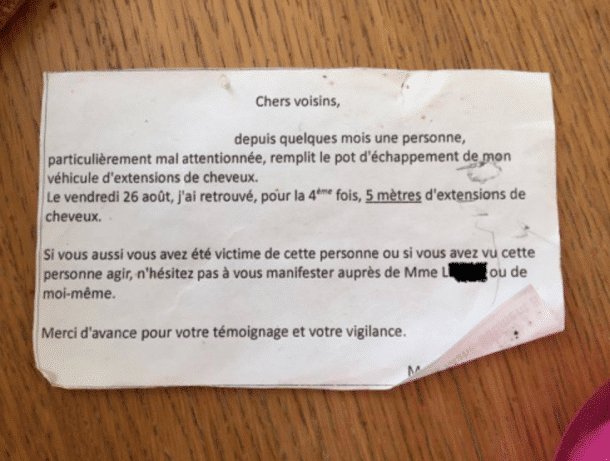 Chers voisins,
depuis quelques mois une personne,
particulièrement mal attentionnée, remplit le pot d'échappement de mon
véhicule d'extensions de cheveux.
Le vendredi 26 août, j'ai retrouvé, pour la 4ème fois, 5 mètres d'extensions de
cheveux.
Si vous aussi vous avez été victime de cette personne ou si vous avez vu cette
personne agir, n'hésitez pas à vous manifester auprès de Mme L ou de
moi-même.
Merci d'avance pour votre témoignage et votre vigilance.
M